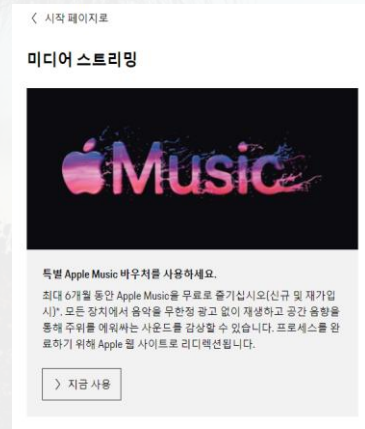 〈 시작 페이지로
미디어 스트리밍
Music
특별 Apple Music 바우처를 사용하세요.
최대 6개월 동안 Apple Music을 무료로 즐기십시오(신규 및 재가입
시)*. 모든 장치에서 음악을 무한정 광고 없이 재생하고 공간 음향을
통해 주위를 에워싸는 사운드를 감상할 수 있습니다. 프로세스를 완
료하기 위해 Apple 웹 사이트로 리디렉션됩니다.
〉 지금 사용